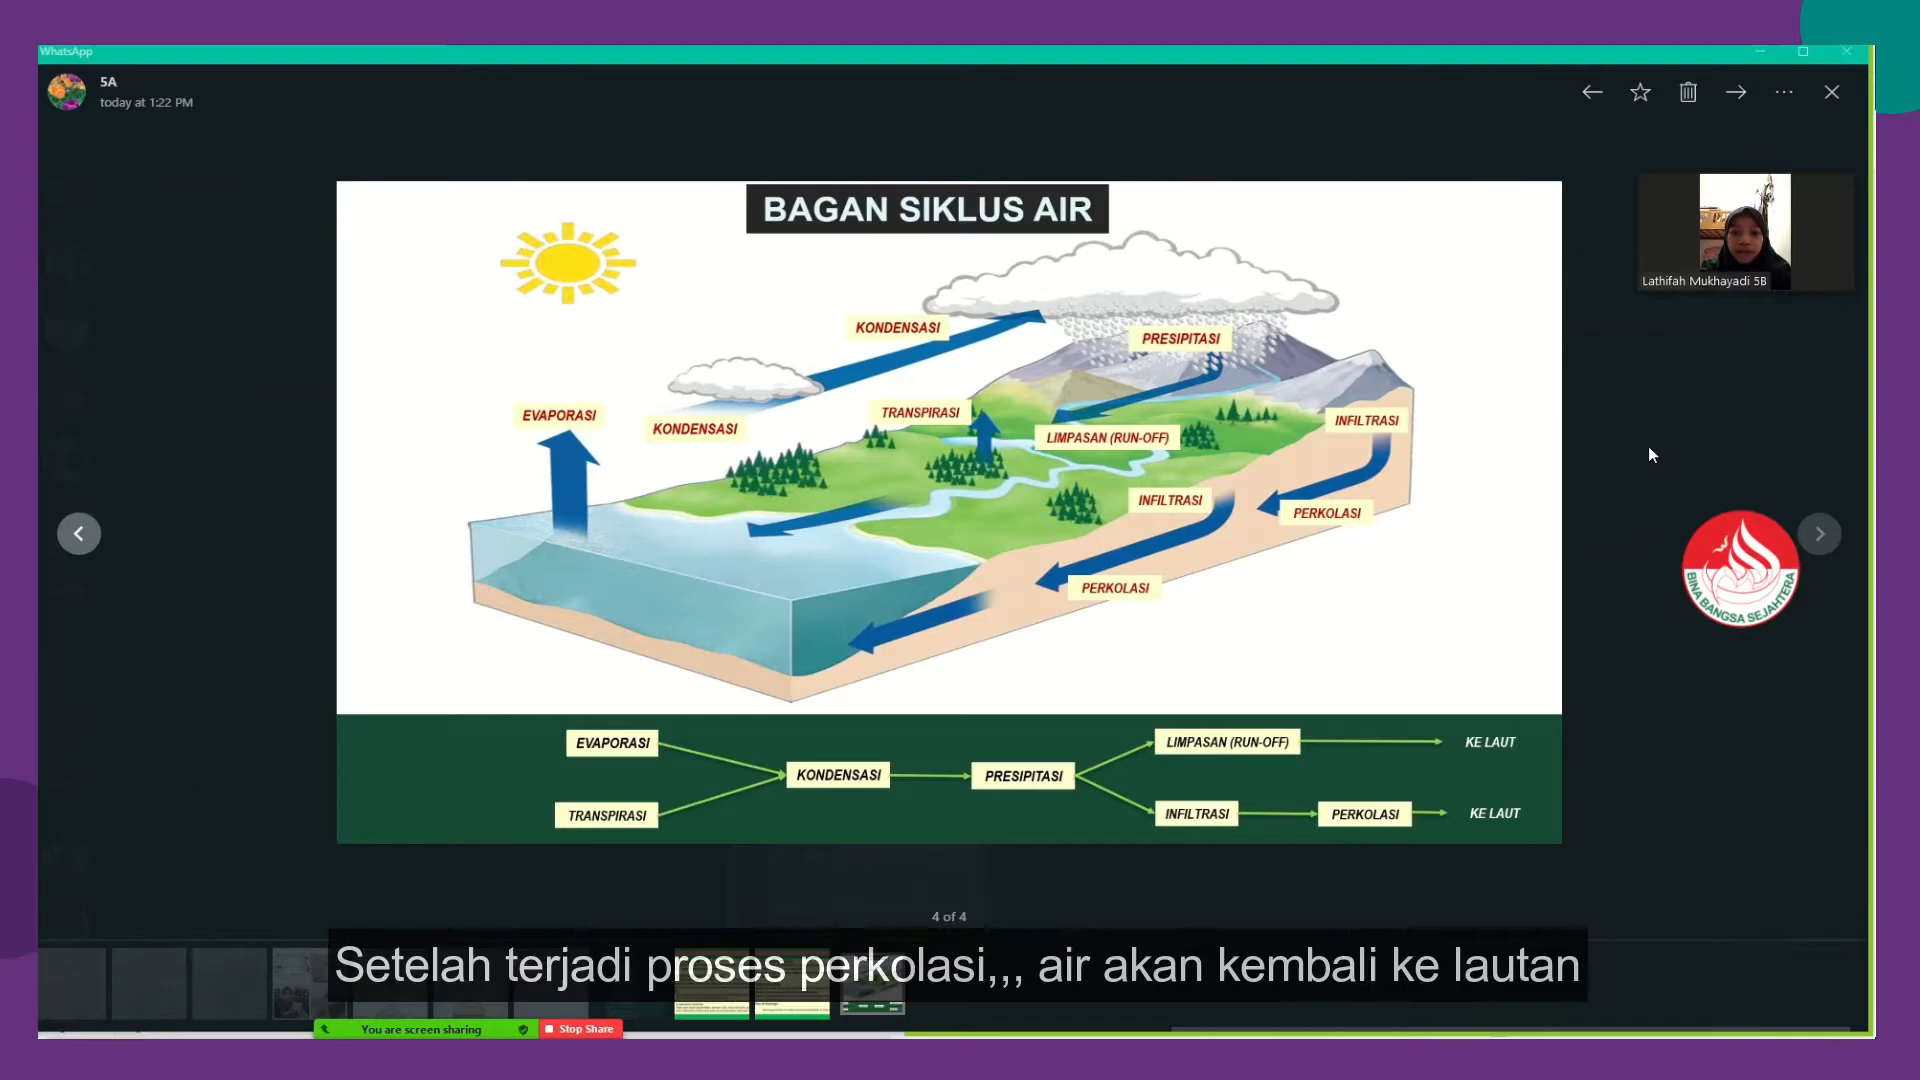 WhatsApp
5A
today at 1:22 PM
BAGAN SIKLUS AIR
Lathifah Mukhayadi 5B
KONDENSASI
PRESIPITASI
EVAPORASI
KONDENSASI
TRANSPIRASI
LIMPASAN (RUN-OFF)
INFILTRASI
INFILTRASI
PERKOLASI
PERKOLASI
BINA BANGSA SEJAHTERA
EVAPORASI
TRANSPIRASI
KONDENSASI
PRESIPITASI
LIMPASAN (RUN-OFF)
KE LAUT
INFILTRASI
PERKOLASI
KE LAUT
4 of 4
Setelah terjadi proses perkolasi,,, air akan kembali ke lautan
You are screen sharing
Stop Share